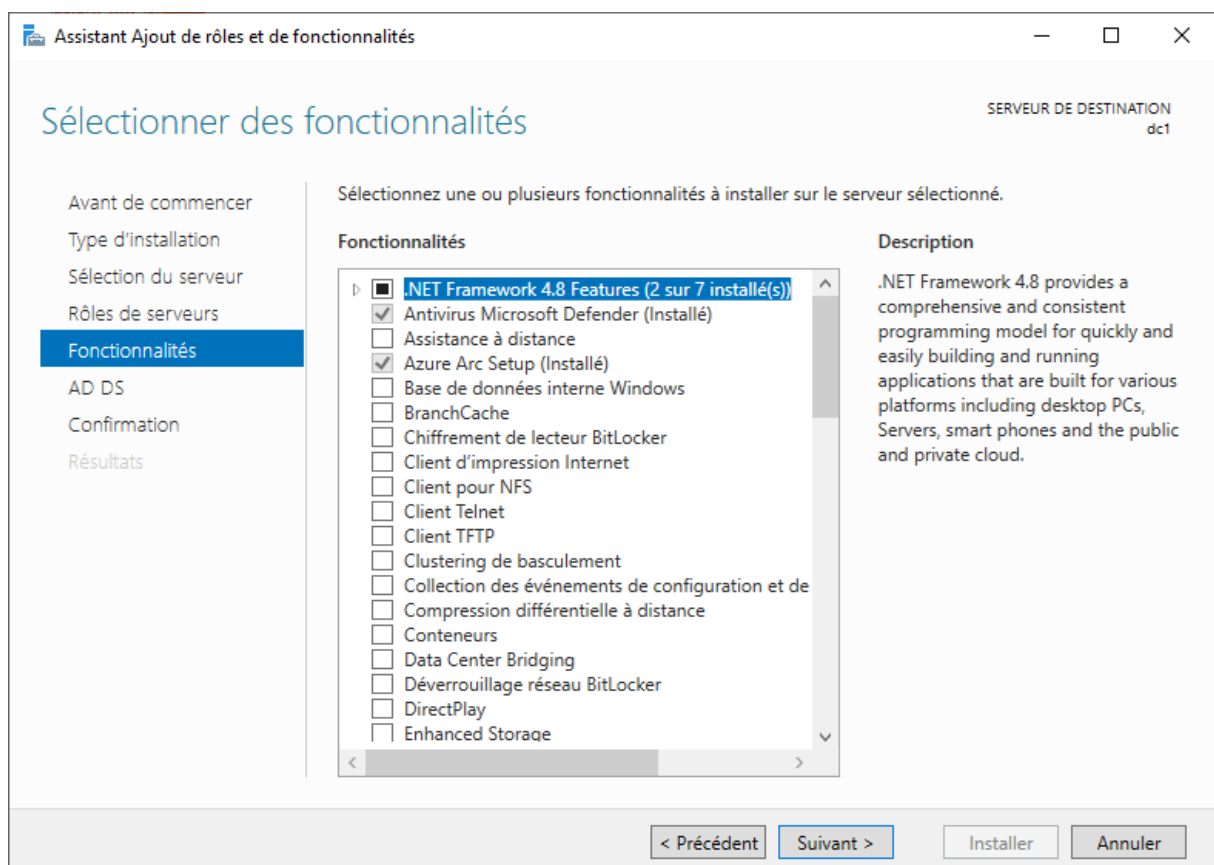 Assistant Ajout de rôles et de fonctionnalités
Sélectionner des fonctionnalités
SERVEUR DE DESTINATION
dc1
Avant de commencer
Type d'installation
Sélection du serveur
Rôles de serveurs
Fonctionnalités
AD DS
Confirmation
Résultats
Sélectionnez une ou plusieurs fonctionnalités à installer sur le serveur sélectionné.
Fonctionnalités
.NET Framework 4.8 Features (2 sur 7 installé(s))
Antivirus Microsoft Defender (Installé)
Assistance à distance
Azure Arc Setup (Installé)
Base de données interne Windows
BranchCache
Chiffrement de lecteur BitLocker
Client d’impression Internet
Client pour NFS
Client Telnet
Client TFTP
Clustering de basculement
Collection des événements de configuration et de
Compression différentielle à distance
Conteneurs
Data Center Bridging
Déverrouillage réseau BitLocker
DirectPlay
Enhanced Storage
Description
.NET Framework 4.8 provides a
comprehensive and consistent
programming model for quickly and
easily building and running
applications that are built for various
platforms including desktop PCs,
Servers, smart phones and the public
and private cloud.
< Précédent
Suivant >
Installer
Annuler